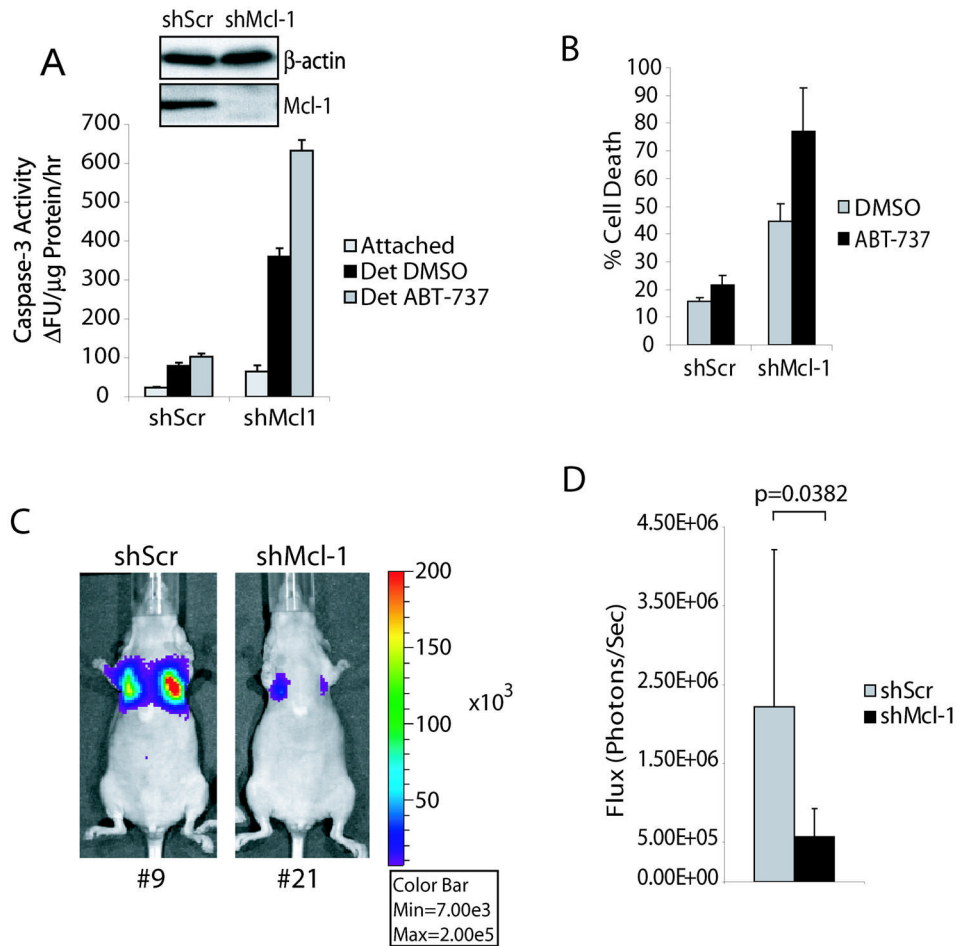 A
shScr shMcl-1
β-actin
Mcl-1
Caspase-3 Activity
ΔFU/µg Protein/hr
700
600
500
400
300
200
100
0
shScr
shMcl1
Attached
Det DMSO
Det ABT-737
B
% Cell Death
100
90
80
70
60
50
40
30
20
10
0
shScr
shMcl-1
DMSO
ABT-737
C
shScr
shMcl-1
#9
#21
200
150
100
50
x10³
Color Bar
Min=7.00e3
Max=2.00e5
D
p=0.0382
Flux (Photons/Sec)
4.50E+06
3.50E+06
2.50E+06
1.50E+06
5.00E+05
0.00E+00
shScr
shMcl-1